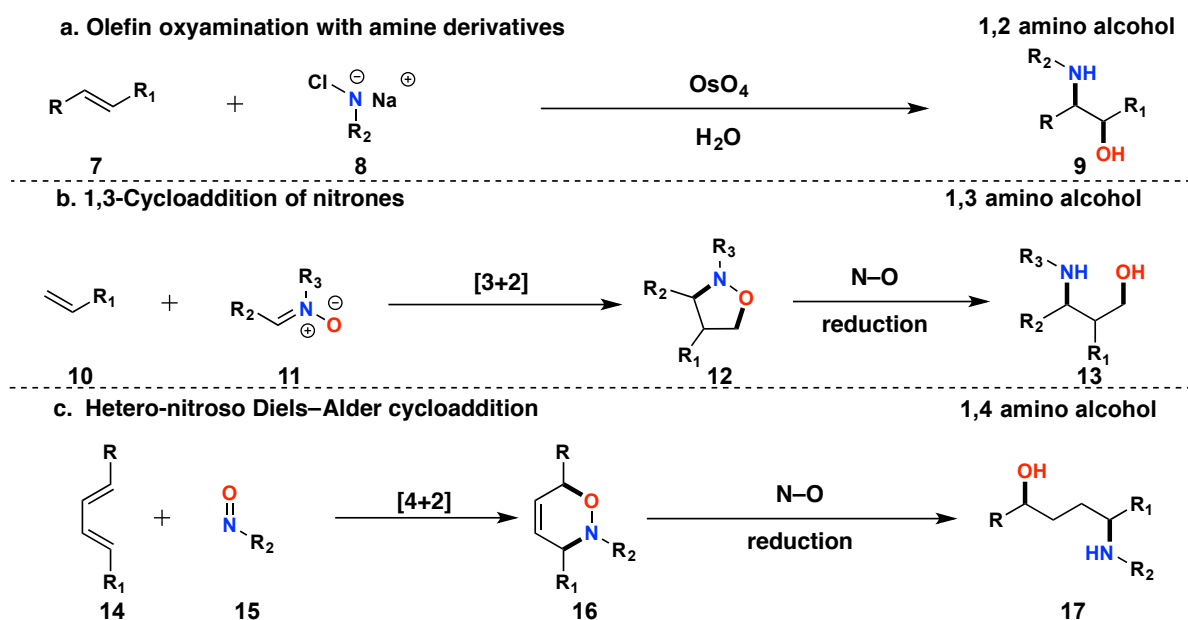 a. Olefin oxyamination with amine derivatives
1,2 amino alcohol
R
R1
7
+
Cl
⊖
N
Na
⊕
R2
8
OsO4
H2O
R2
NH
R
R1
OH
9
b. 1,3-Cycloaddition of nitrones
1,3 amino alcohol
R1
10
+
R3
R2
N
⊕
⊖
O
11
[3+2]
R3
N
R2
O
R1
12
N–O
reduction
R3
NH
OH
R2
R1
13
c. Hetero-nitroso Diels–Alder cycloaddition
1,4 amino alcohol
R
R1
14
+
O
N
R2
15
[4+2]
R
O
N
R2
R1
16
N–O
reduction
OH
R
R1
HN
R2
17